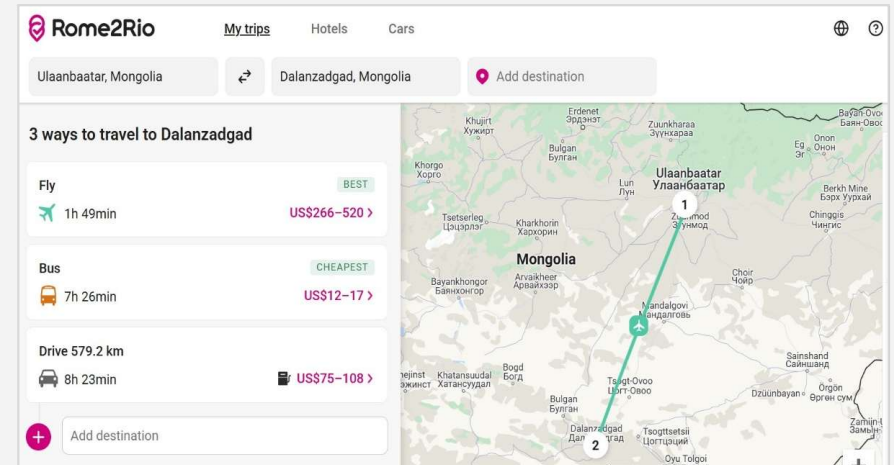 Rome2Rio
My trips
Hotels
Cars
Ulaanbaatar, Mongolia
Dalanzadgad, Mongolia
Add destination
3 ways to travel to Dalanzadgad
Fly
BEST
1h 49min
US$266–520 >
Bus
CHEAPEST
7h 26min
US$12–17 >
Drive 579.2 km
8h 23min
US$75–108 >
Add destination
Khujirt
Хужирт
Erdenet
Эрдэнэт
Zuunkharaa
Зүүнхараа
Bayan-Ovoo
Баян-Овоо
Bulgan
Булган
Eg
Эг
Onon
Онон
Khorgo
Хорго
Lun
Лун
Ulaanbaatar
Улаанбаатар
Berkh Mine
Бэрх Уурхай
1
Tsetserleg
Цэцэрлэг
Kharkhorin
Хархорин
Chinggis
Чингис
Mongolia
Arvaikheer
Арвайхээр
Bayankhongor
Баянхонгор
Choir
Чойр
Mandalgovi
Мандалговь
Sainshand
Сайншанд
Khatansuudal
Хатансуудал
Bogd
Богд
Tsogt-Ovoo
Цогт-Овоо
Dzüünbayan
Örgön
Өргөн сум
Bulgan
Булган
Dalanzadgad
2
Tsogttsetsii
Цогтцэций
Oyu Tolgoi
+